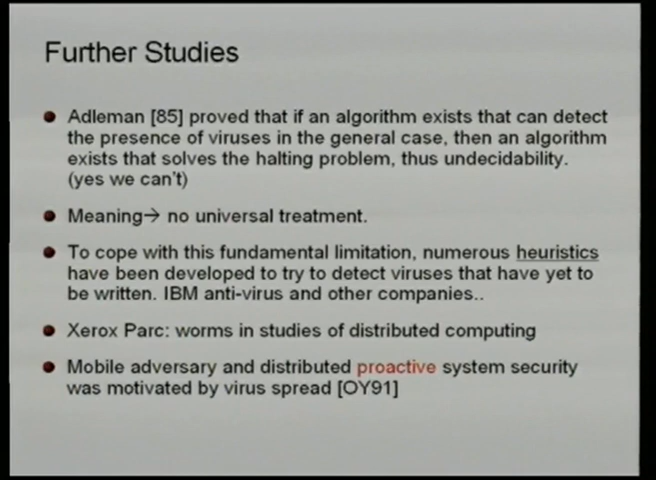 Further Studies
Adleman [85] proved that if an algorithm exists that can detect
the presence of viruses in the general case, then an algorithm
exists that solves the halting problem, thus undecidability.
(yes we can't)
Meaning→ no universal treatment.
To cope with this fundamental limitation, numerous heuristics
have been developed to try to detect viruses that have yet to
be written. IBM anti-virus and other companies..
Xerox Parc: worms in studies of distributed computing
Mobile adversary and distributed proactive system security
was motivated by virus spread [OY91]